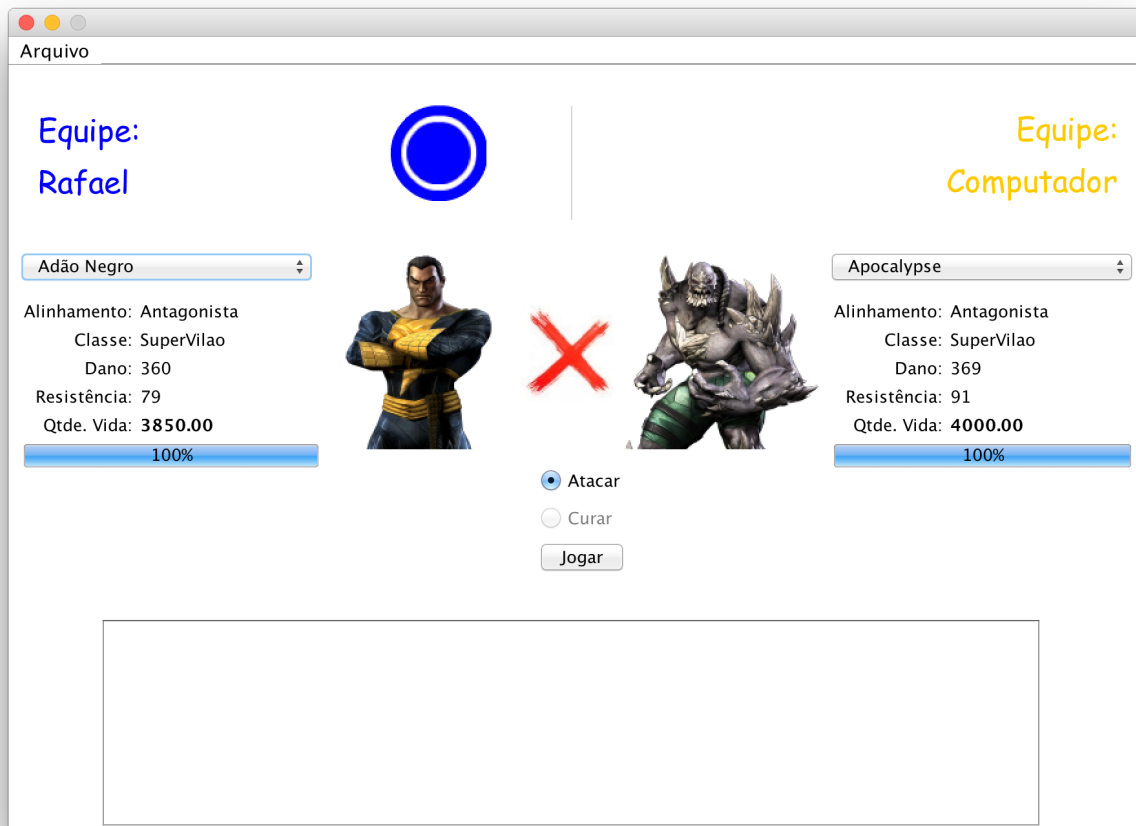 Arquivo
Equipe:
Rafael
Equipe:
Computador
Adão Negro
Alinhamento: Antagonista
Classe: SuperVilao
Dano: 360
Resistência: 79
Qtde. Vida: 3850.00
100%
Apocalypse
Alinhamento: Antagonista
Classe: SuperVilao
Dano: 369
Resistência: 91
Qtde. Vida: 4000.00
100%
Atacar
Curar
Jogar